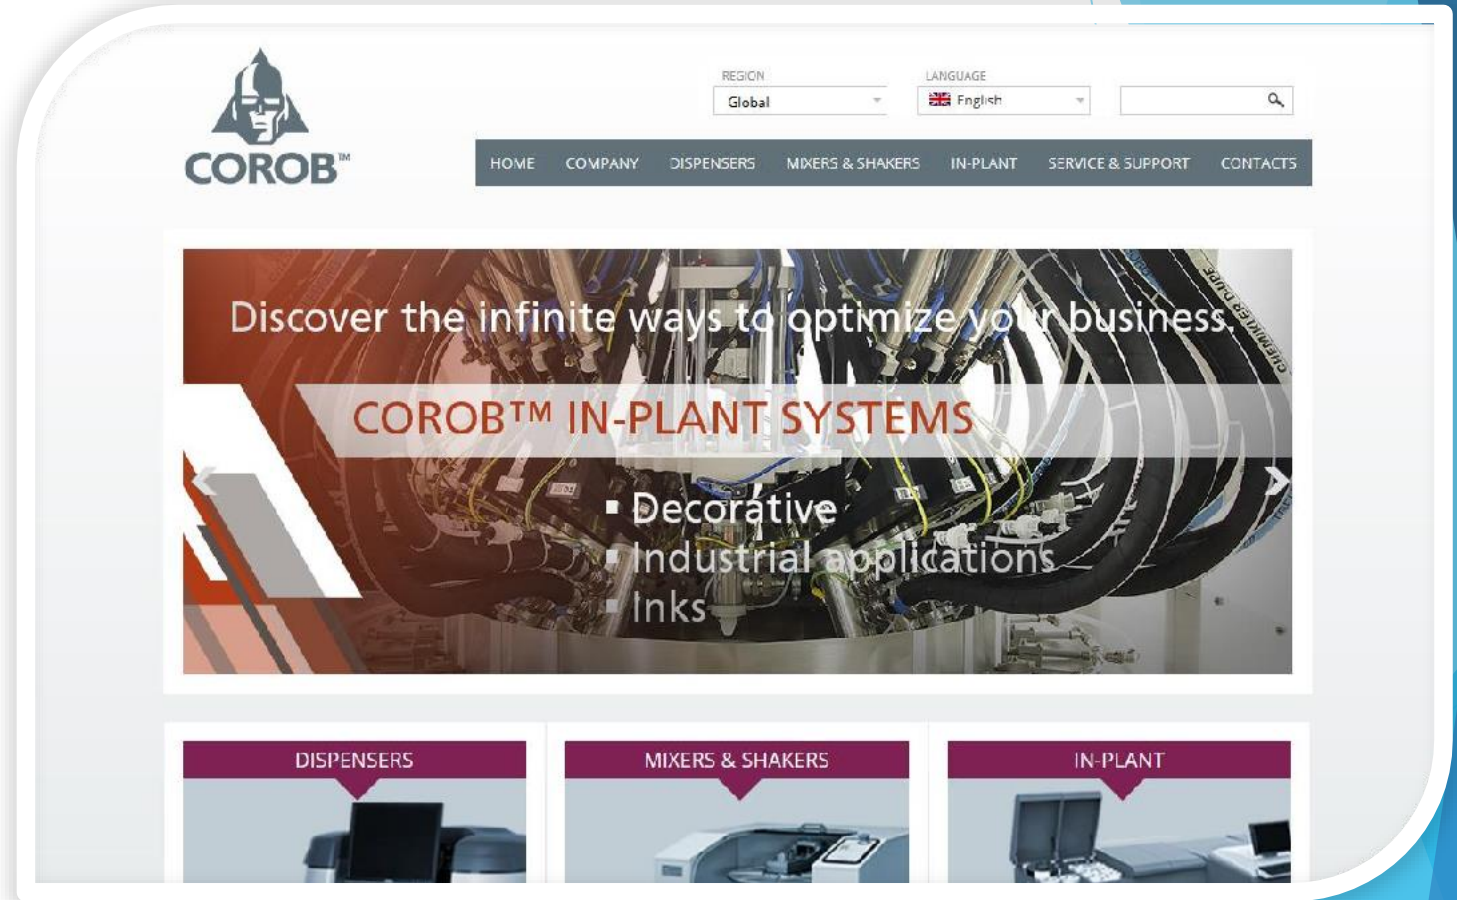 REGION
LANGUAGE
Global
English
COROB™
HOME COMPANY DISPENSERS MIXERS & SHAKERS IN-PLANT SERVICE & SUPPORT CONTACTS
Discover the infinite ways to optimize your business.
COROB™ IN-PLANT SYSTEMS
▪ Decorative
▪ Industrial applications
▪ Inks
DISPENSERS
MIXERS & SHAKERS
IN-PLANT